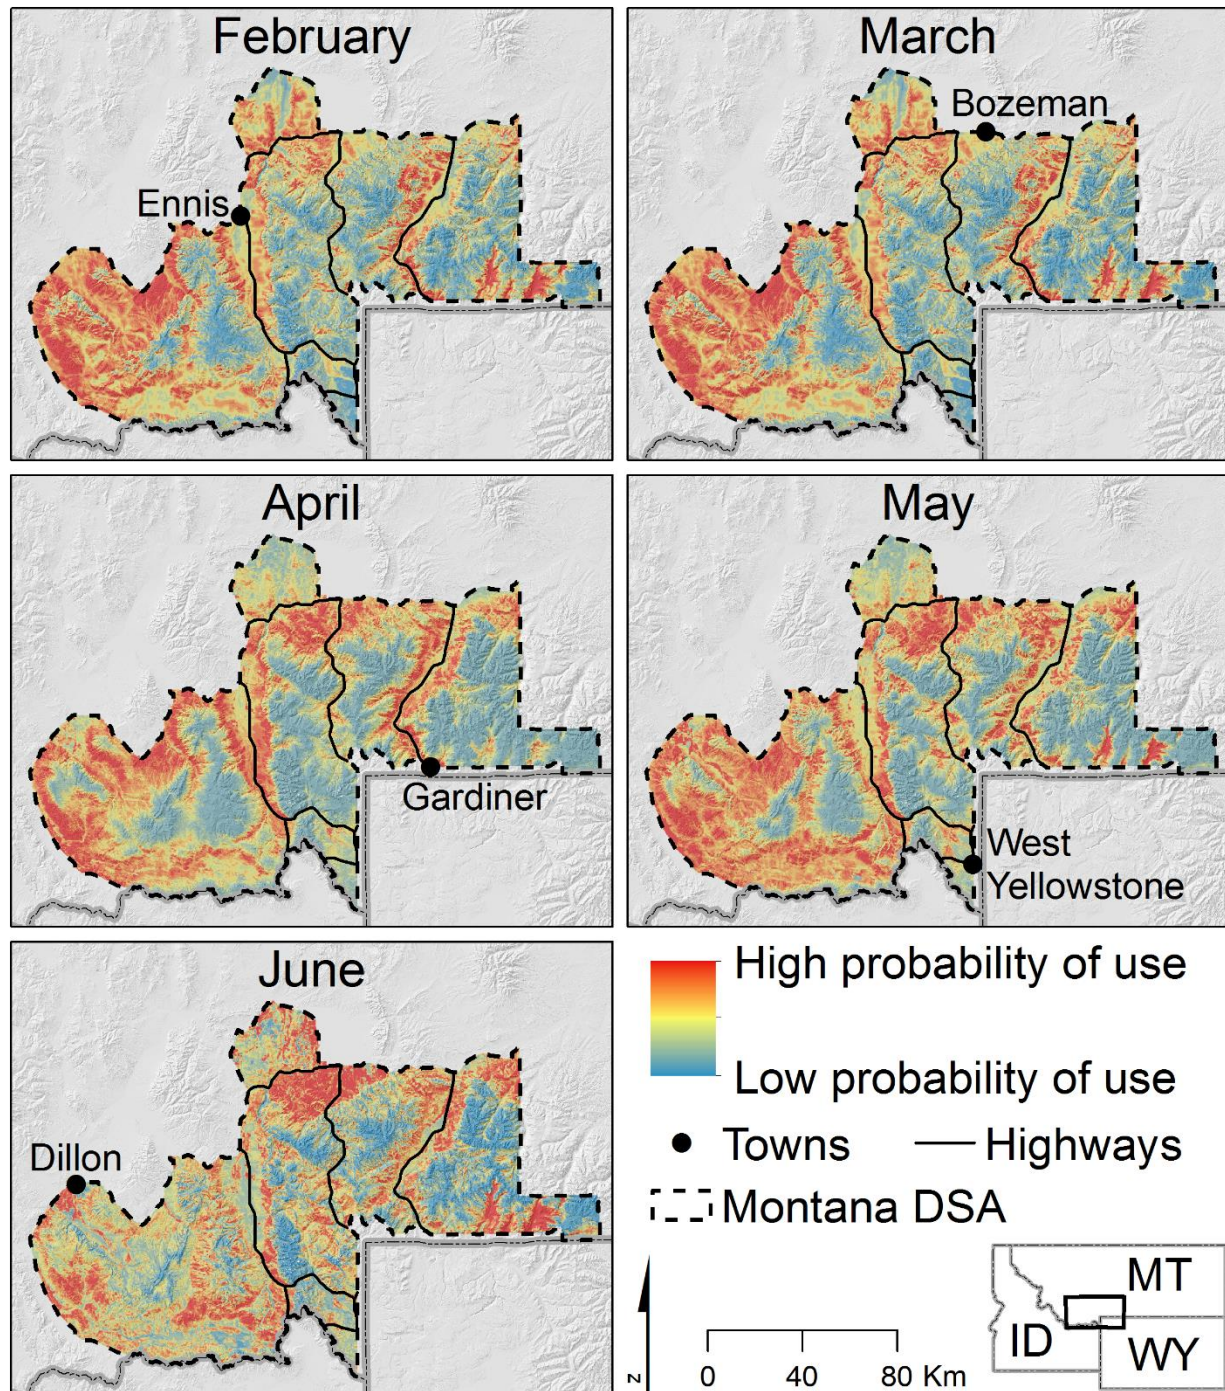 February
Ennis
March
Bozeman
April
Gardiner
May
West
Yellowstone
June
Dillon
High probability of use
Low probability of use
Towns
Highways
Montana DSA
N
0 40 80 Km
MT
ID
WY